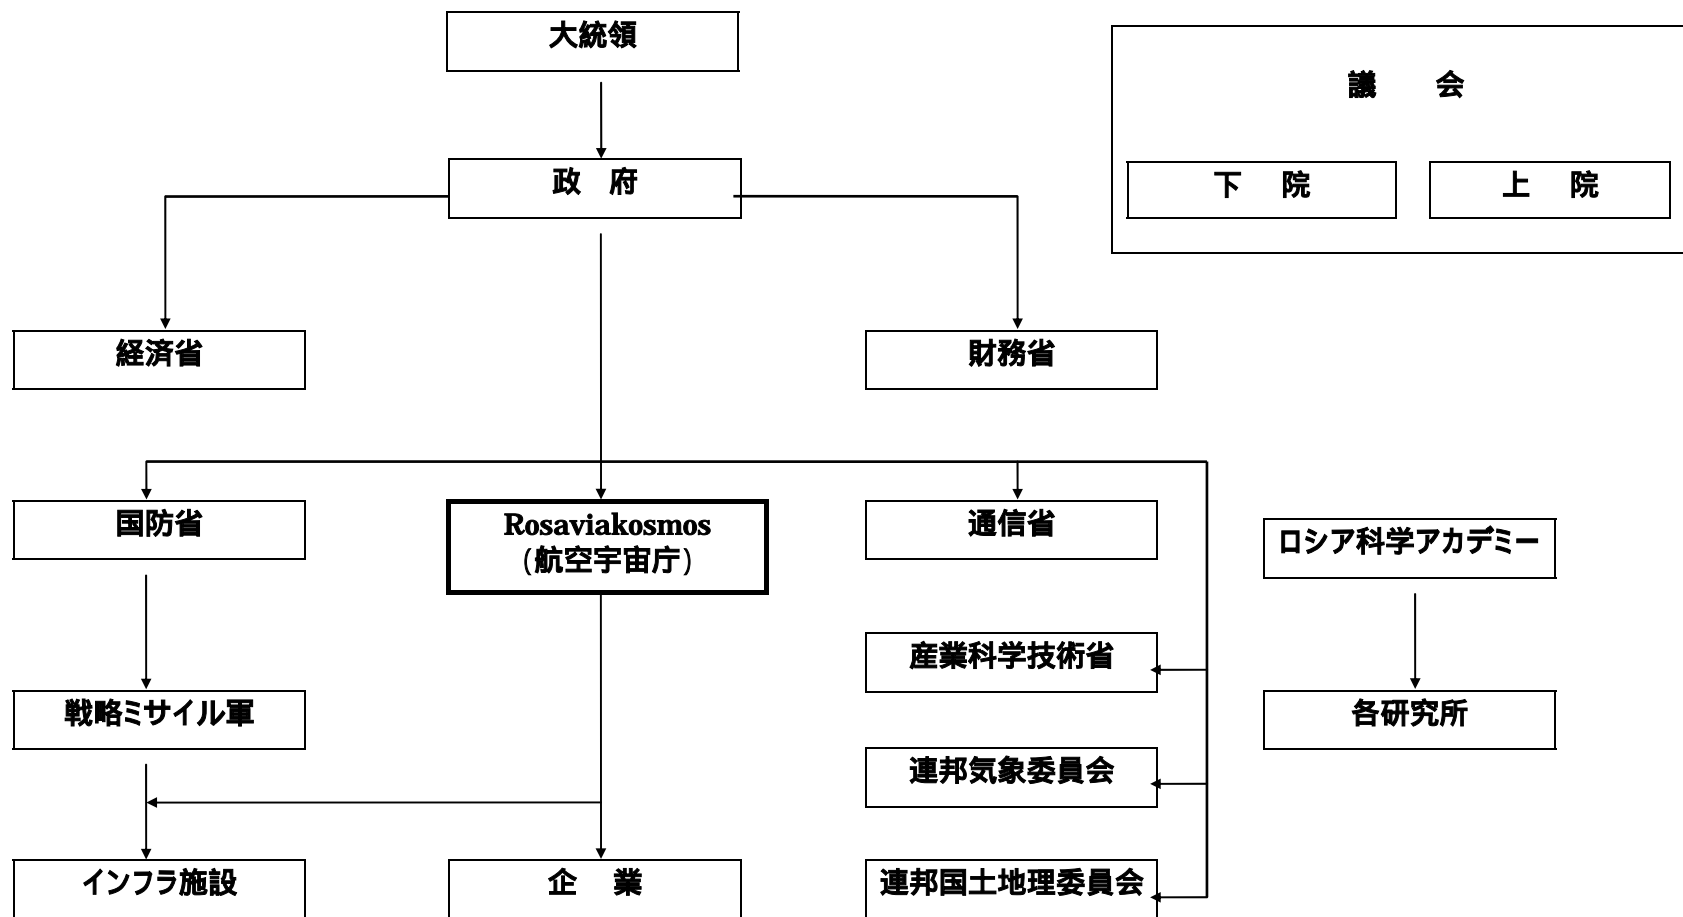 大統領
議 会
政 府
下 院
上 院
経済省
財務省
国防省
Rosaviakosmos
(航空宇宙庁)
通信省
ロシア科学アカデミー
産業科学技術省
戦略ミサイル軍
各研究所
連邦気象委員会
インフラ施設
企 業
連邦国土地理委員会